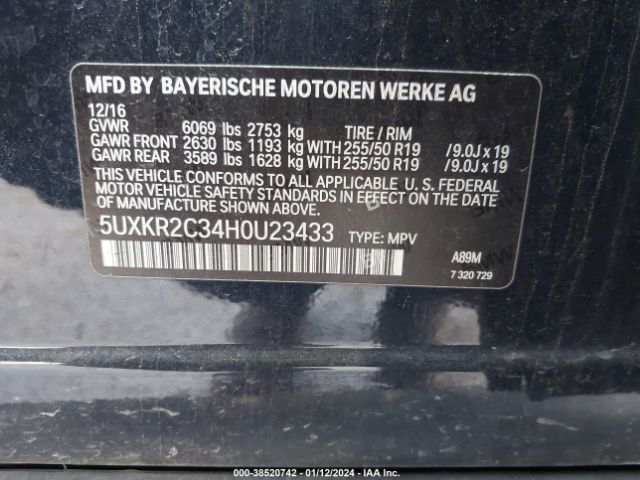 MFD BY BAYERISCHE MOTOREN WERKE AG
12/16
GVWR 6069 lbs 2753 kg TIRE / RIM
GAWR FRONT 2630 lbs 1193 kg WITH 255/50 R19 /9.0J x 19
GAWR REAR 3589 lbs 1628 kg WITH 255/50 R19 /9.0J x 19
THIS VEHICLE CONFORMS TO ALL APPLICABLE U. S. FEDERAL
MOTOR VEHICLE SAFETY STANDARDS IN EFFECT ON THE DATE
OF MANUFACTURE SHOWN ABOVE.
5UXKR2C34H0U23433 TYPE: MPV
A89M
7 320 729
000-38520742 - 01/12/2024 - IAA Inc.